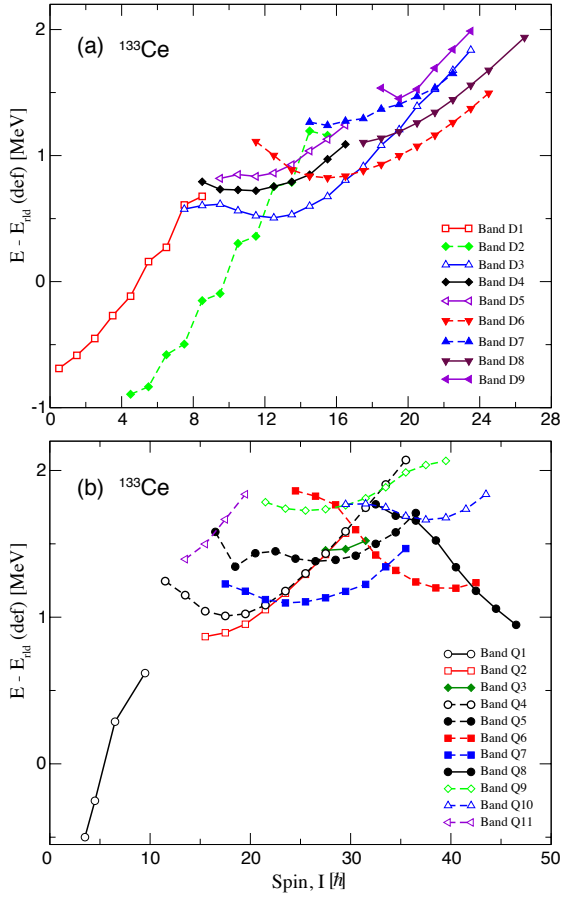 (a) ¹³³Ce
E - E_rld (def) [MeV]
2
1
0
-1
Band D1
Band D2
Band D3
Band D4
Band D5
Band D6
Band D7
Band D8
Band D9
0 4 8 12 16 20 24 28
(b) ¹³³Ce
E - E_rld (def) [MeV]
2
1
0
Band Q1
Band Q2
Band Q3
Band Q4
Band Q5
Band Q6
Band Q7
Band Q8
Band Q9
Band Q10
Band Q11
0 10 20 30 40 50
Spin, I [ħ]